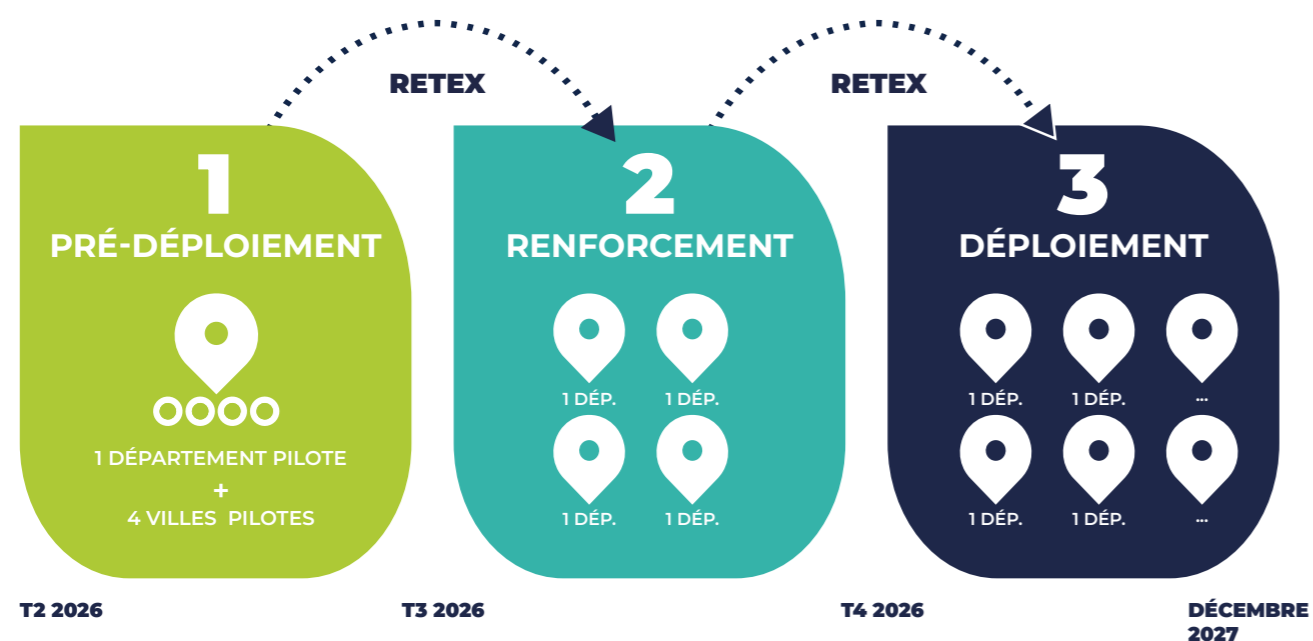 RETEX
RETEX
1
PRÉ-DÉPLOIEMENT
1 DÉPARTEMENT PILOTE
+
4 VILLES PILOTES
2
RENFORCEMENT
1 DÉP. 1 DÉP.
1 DÉP. 1 DÉP.
3
DÉPLOIEMENT
1 DÉP. 1 DÉP. ...
1 DÉP. 1 DÉP. ...
T2 2026
T3 2026
T4 2026
DÉCEMBRE
2027